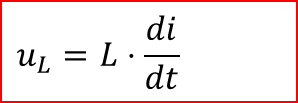 u_L = L · di/dt